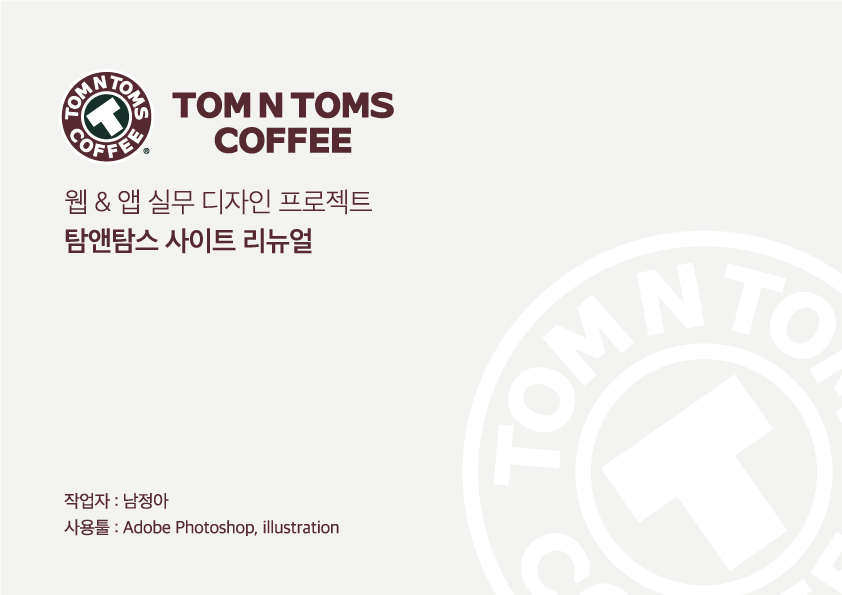 TOM N TOMS
COFFEE
®
TOM N TOMS
COFFEE
웹 & 앱 실무 디자인 프로젝트
탐앤탐스 사이트 리뉴얼
TOM N TOM
작업자 : 남정아
사용툴 : Adobe Photoshop, illustration